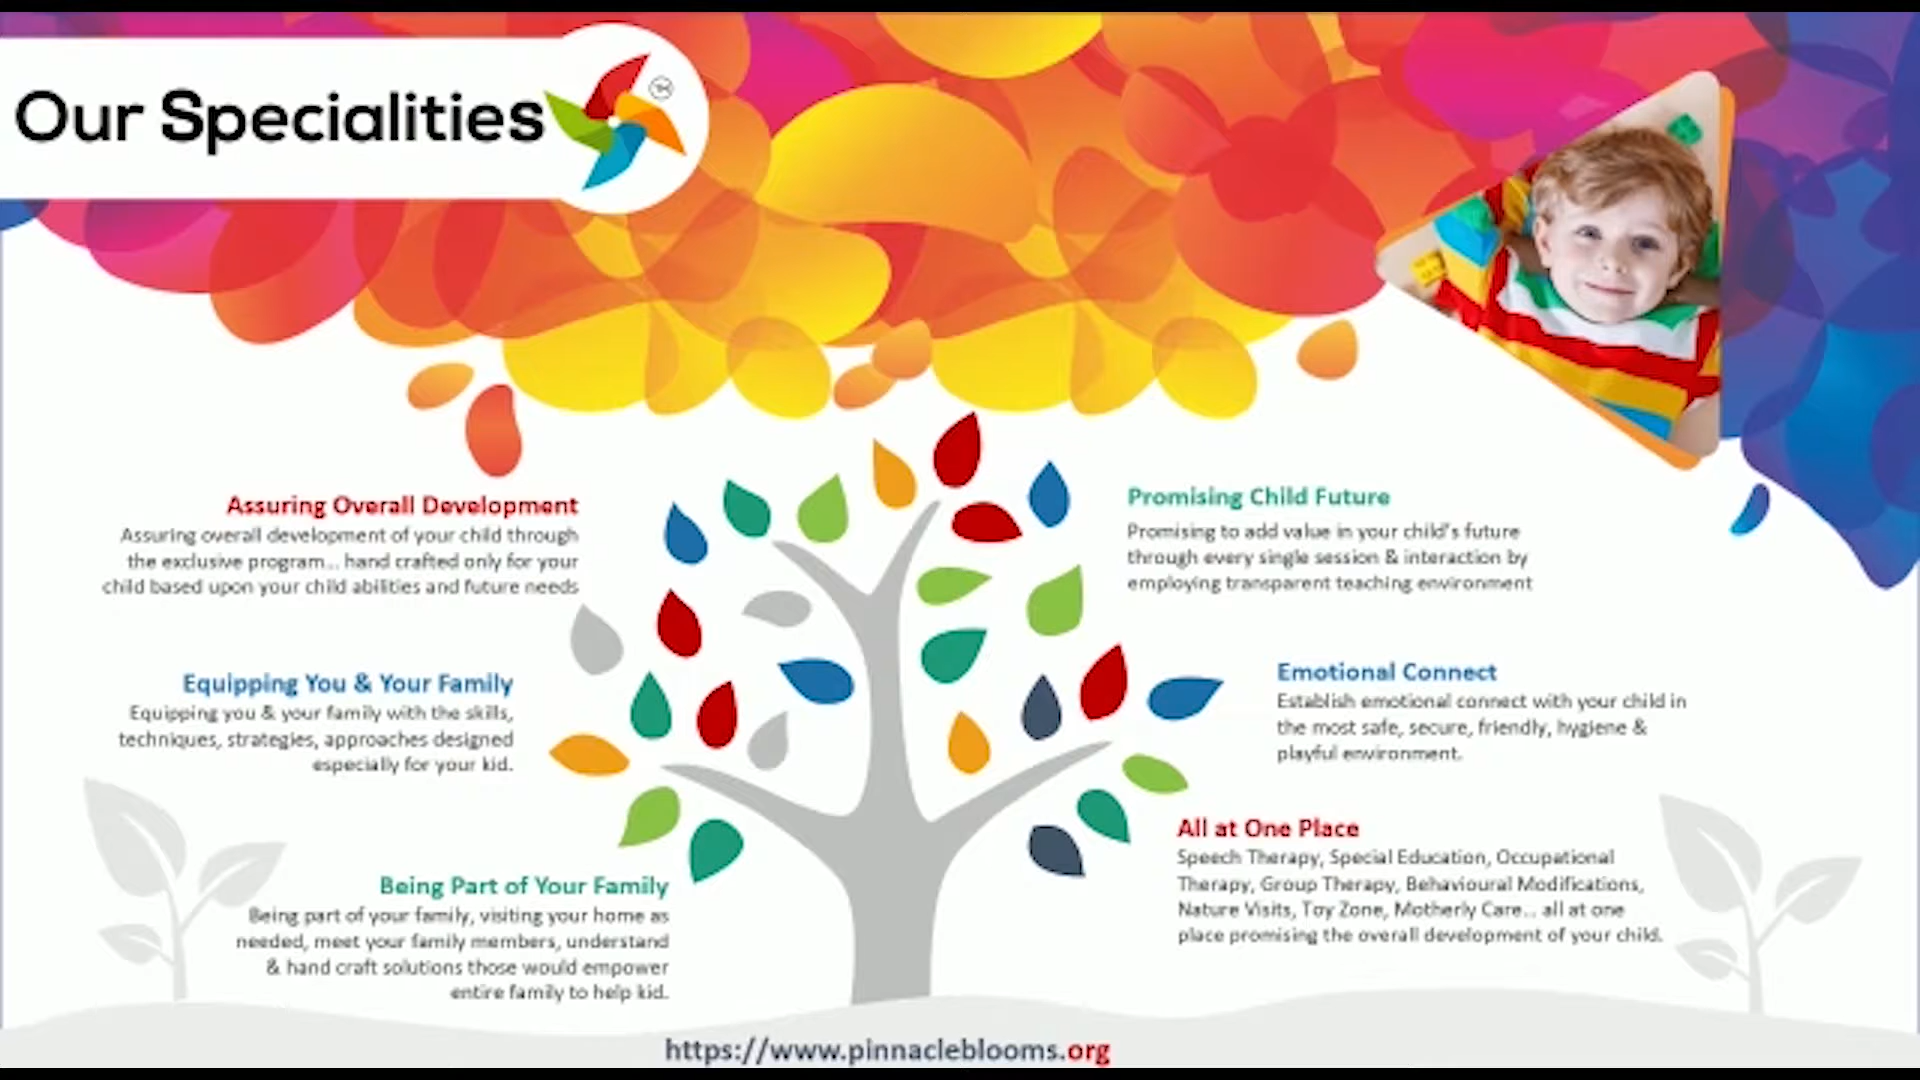 Our Specialities
TM
Assuring Overall Development
Assuring overall development of your child through
the exclusive program... hand crafted only for your
child based upon your child abilities and future needs
Equipping You & Your Family
Equipping you & your family with the skills,
techniques, strategies, approaches designed
especially for your kid.
Being Part of Your Family
Being part of your family, visiting your home as
needed, meet your family members, understand
& hand craft solutions those would empower
entire family to help kid.
Promising Child Future
Promising to add value in your child's future
through every single session & interaction by
employing transparent teaching environment
Emotional Connect
Establish emotional connect with your child in
the most safe, secure, friendly, hygiene &
playful environment.
All at One Place
Speech Therapy, Special Education, Occupational
Therapy, Group Therapy, Behavioural Modifications,
Nature Visits, Toy Zone, Motherly Care... all at one
place promising the overall development of your child.
https://www.pinnacleblooms.org